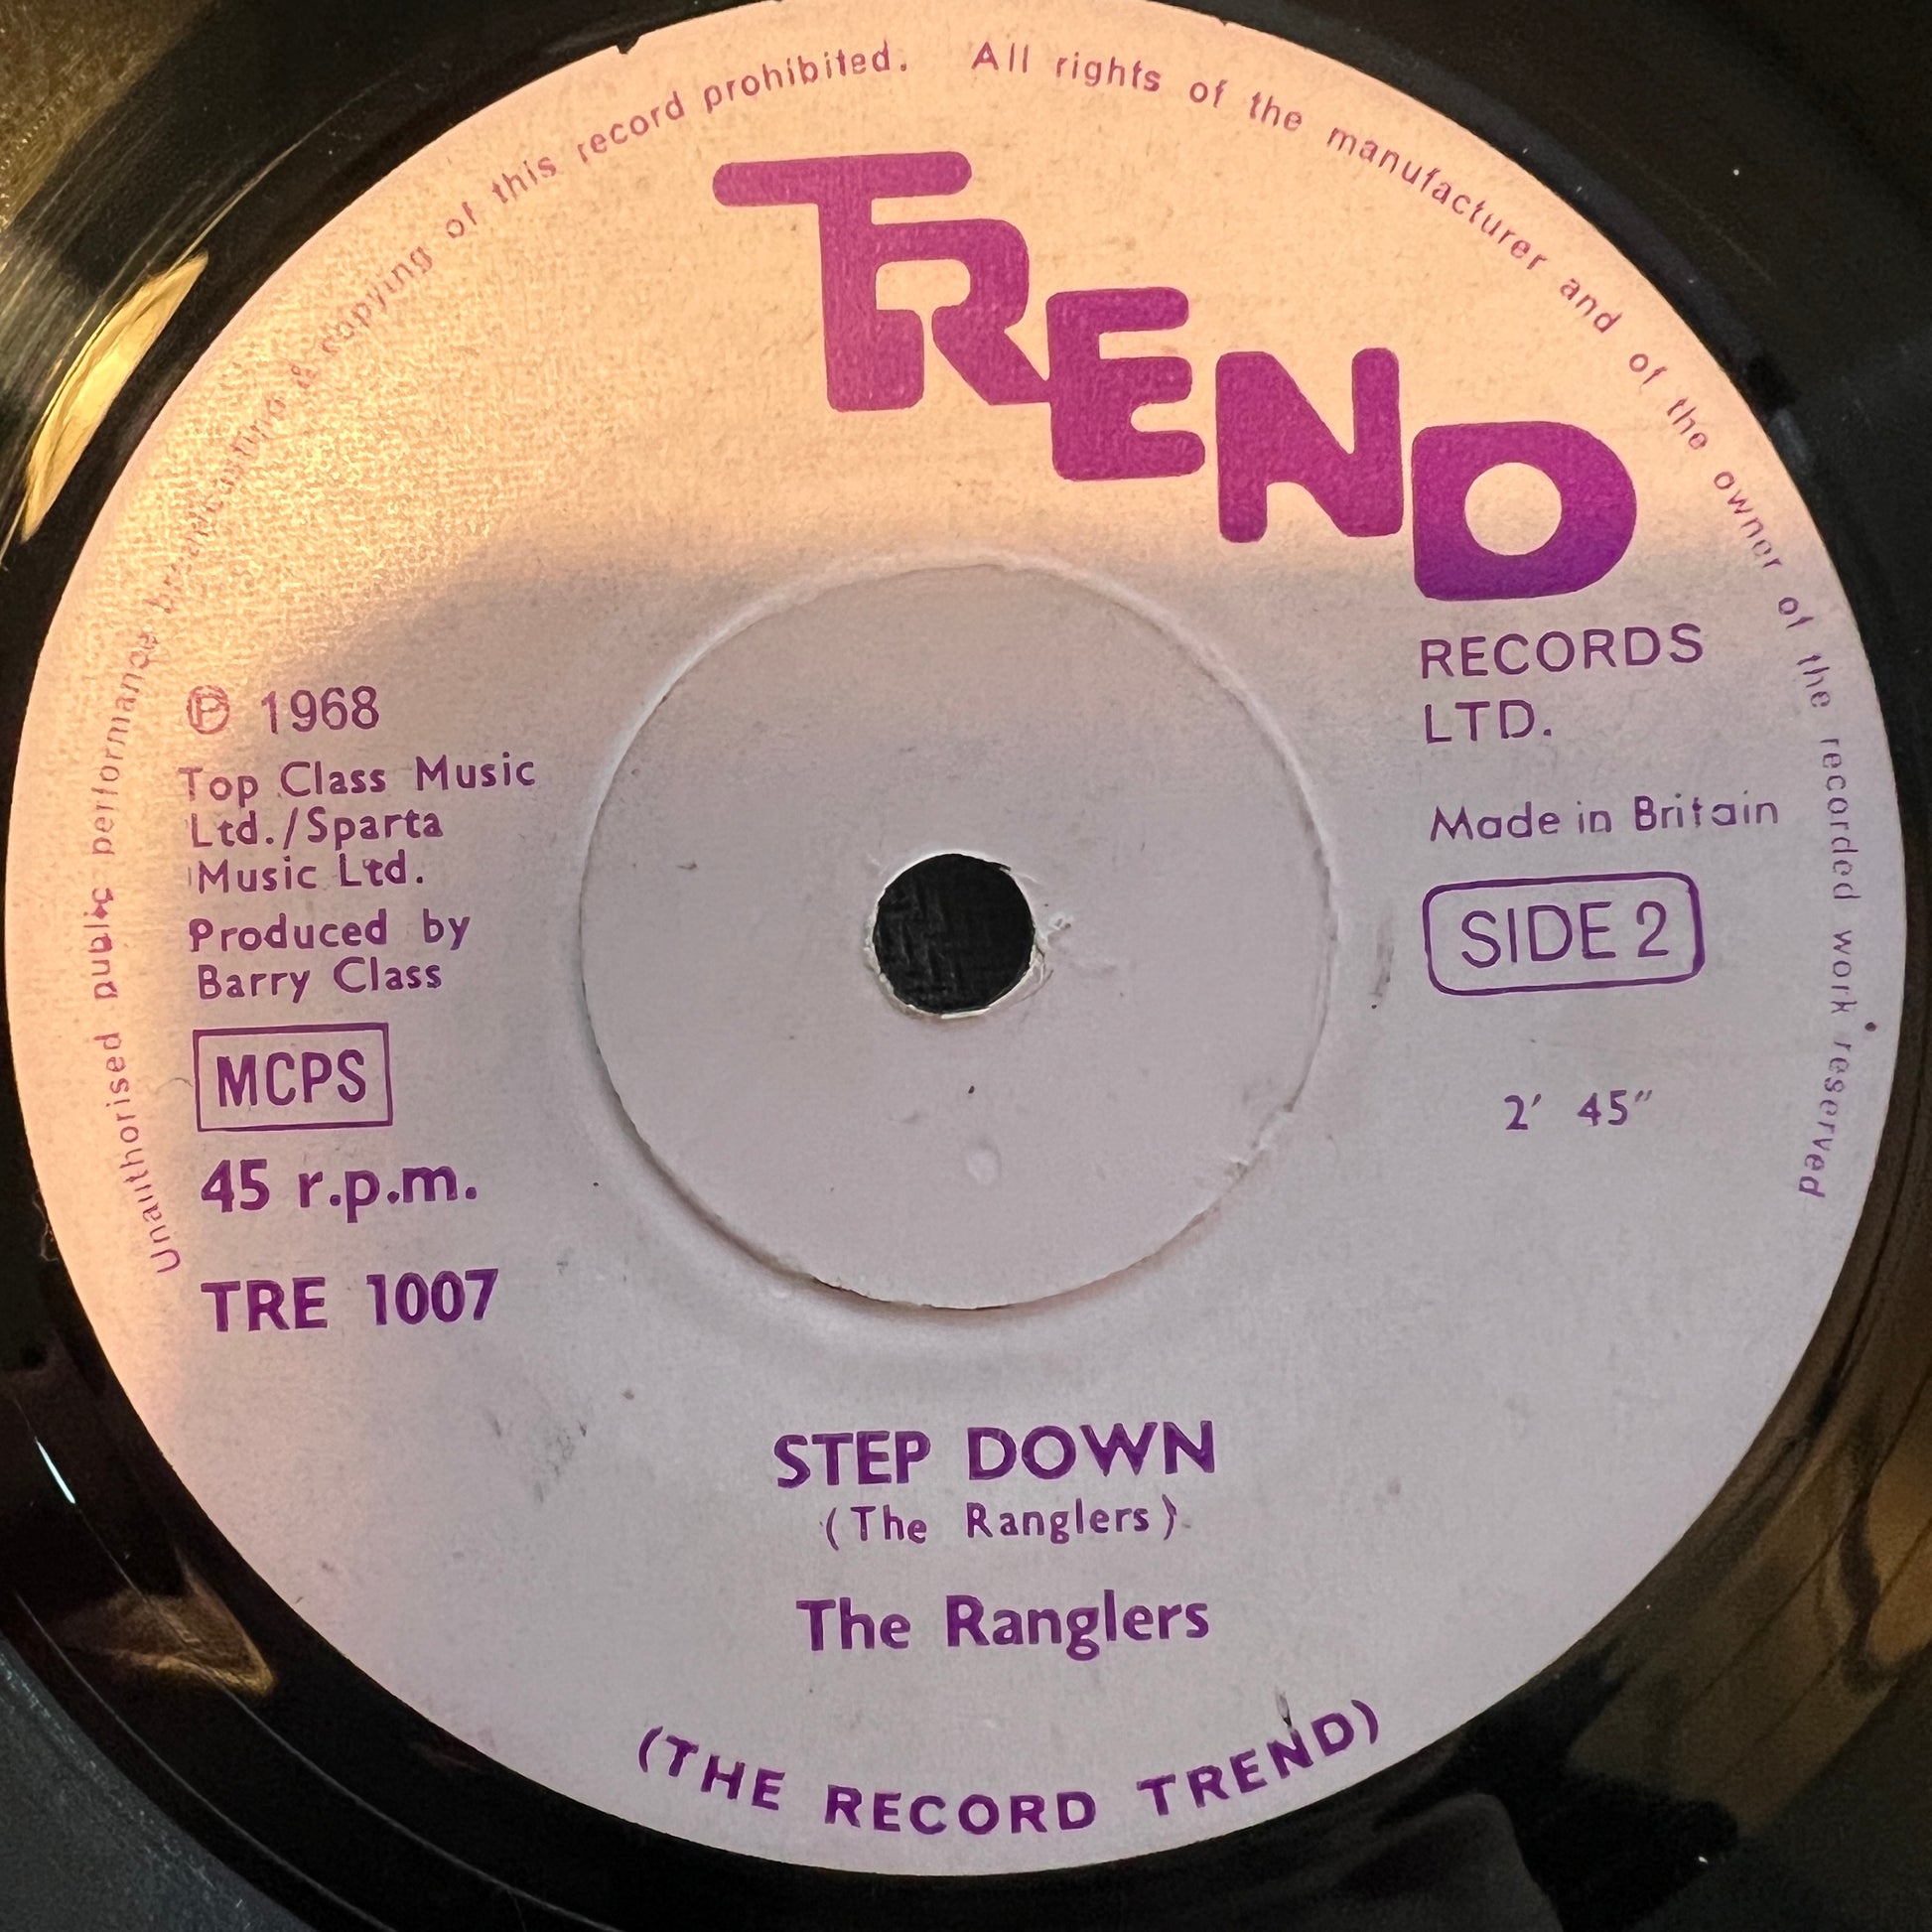 Unauthorised public performance broadcasting & copying of this record prohibited. All rights of the manufacturer and of the owner of the recorded work reserved
TREND
RECORDS
LTD.
℗ 1968
Top Class Music
Ltd./Sparta
Music Ltd.
Produced by
Barry Class
MCPS
45 r.p.m.
TRE 1007
Made in Britain
SIDE 2
2′ 45″
STEP DOWN
(The Ranglers)
The Ranglers
(THE RECORD TREND)